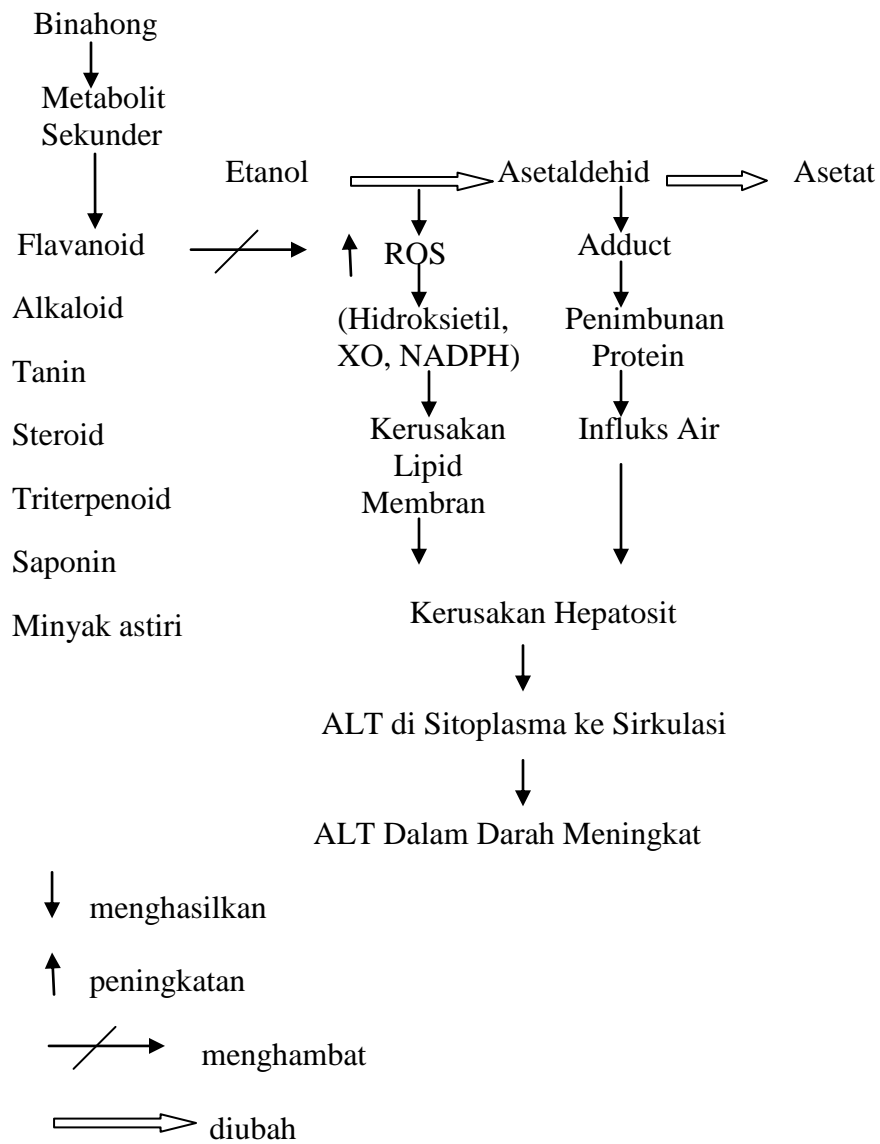 Binahong
Metabolit
Sekunder
Etanol
Asetaldehid
Asetat
Flavanoid
ROS
Adduct
Alkaloid
(Hidroksietil,
XO, NADPH)
Penimbunan
Protein
Tanin
Steroid
Kerusakan
Lipid
Membran
Influks Air
Triterpenoid
Saponin
Minyak astiri
Kerusakan Hepatosit
ALT di Sitoplasma ke Sirkulasi
ALT Dalam Darah Meningkat
menghasilkan
peningkatan
menghambat
diubah